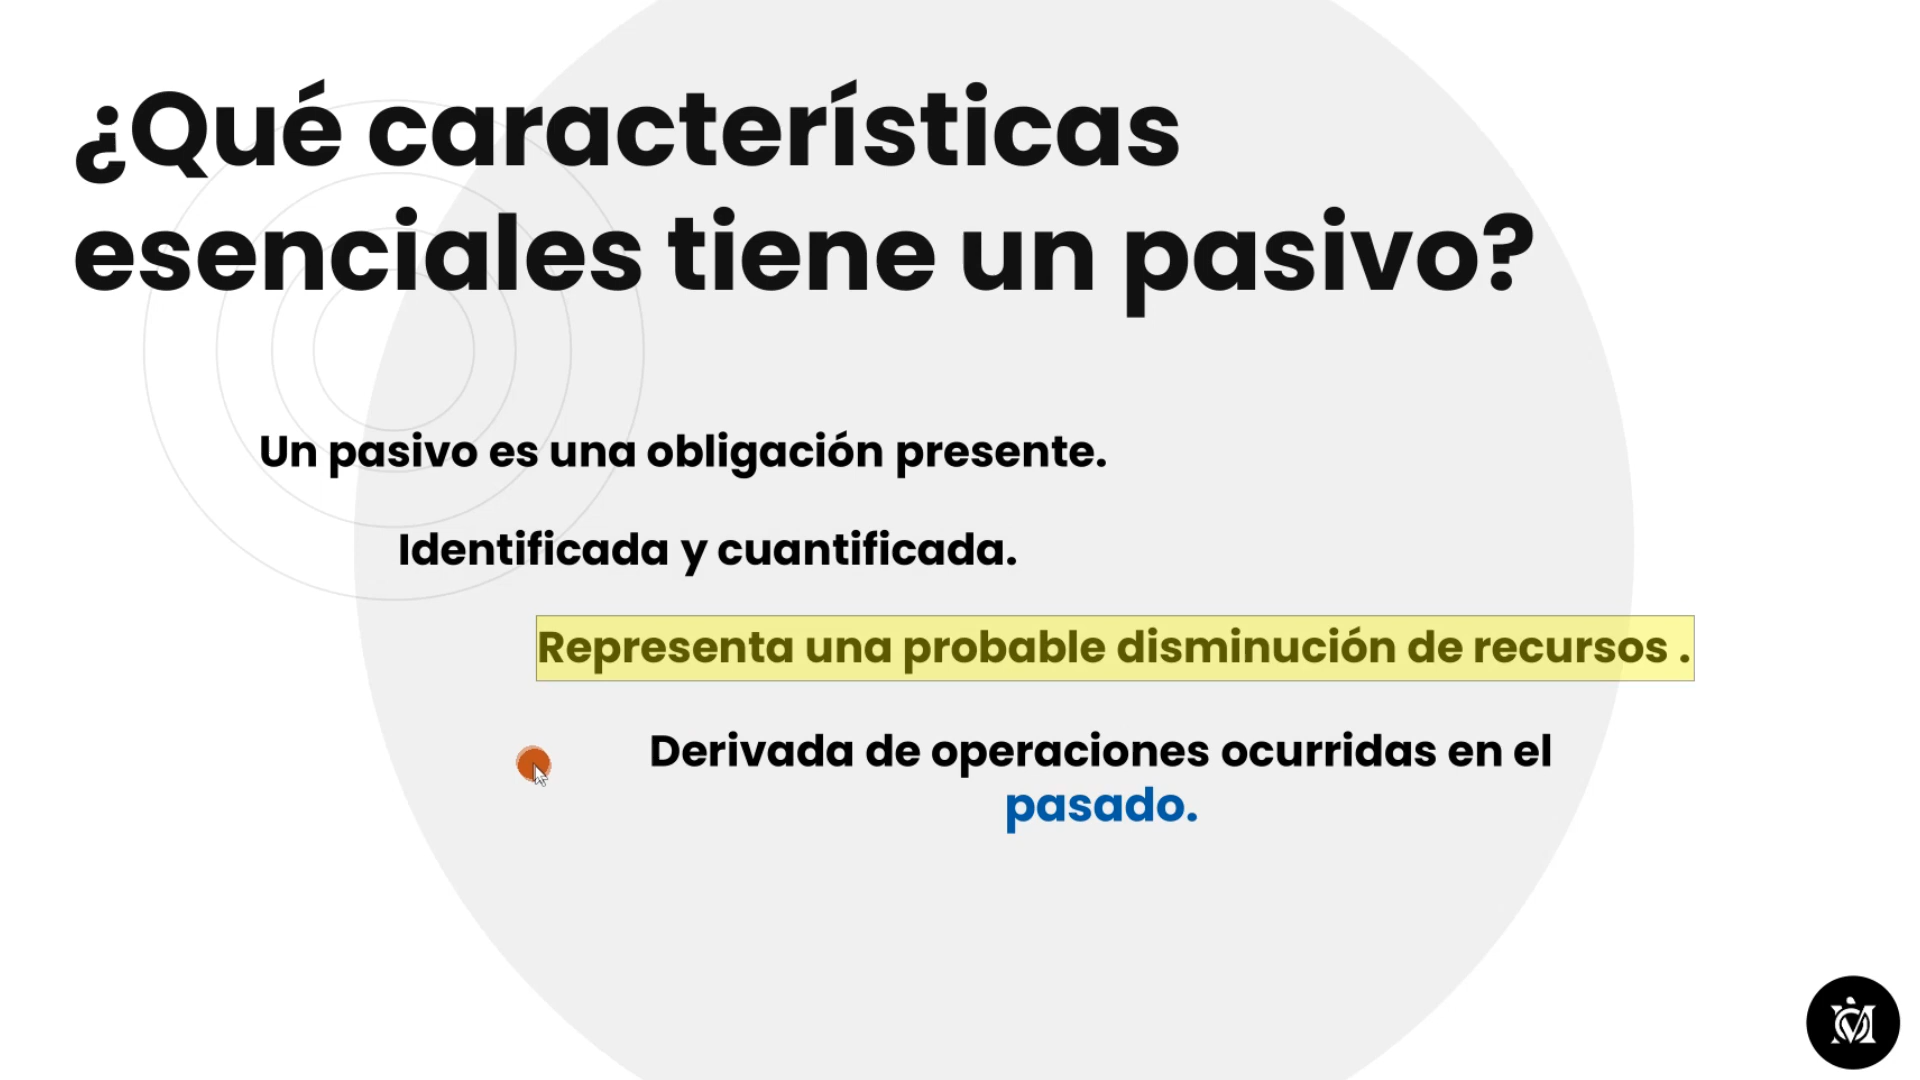 ¿Qué características
esenciales tiene un pasivo?
Un pasivo es una obligación presente.
Identificada y cuantificada.
Representa una probable disminución de recursos .
Derivada de operaciones ocurridas en el
pasado.